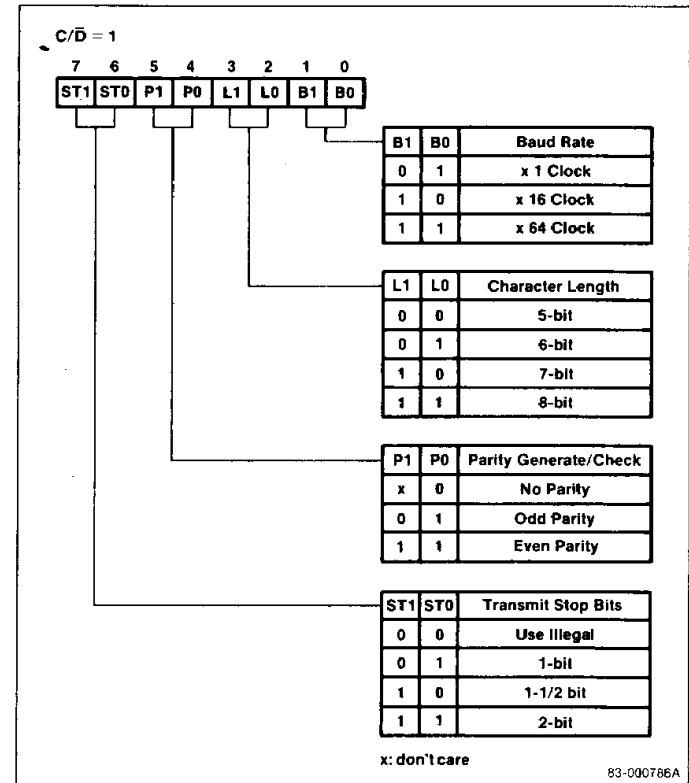 C/D̅ = 1
7 6 5 4 3 2 1 0
ST1 ST0 P1 P0 L1 L0 B1 B0
B1 B0 Baud Rate
0 1 x 1 Clock
1 0 x 16 Clock
1 1 x 64 Clock
L1 L0 Character Length
0 0 5-bit
0 1 6-bit
1 0 7-bit
1 1 8-bit
P1 P0 Parity Generate/Check
x 0 No Parity
0 1 Odd Parity
1 1 Even Parity
ST1 ST0 Transmit Stop Bits
0 0 Use Illegal
0 1 1-bit
1 0 1-1/2 bit
1 1 2-bit
x: don't care
83-000786A